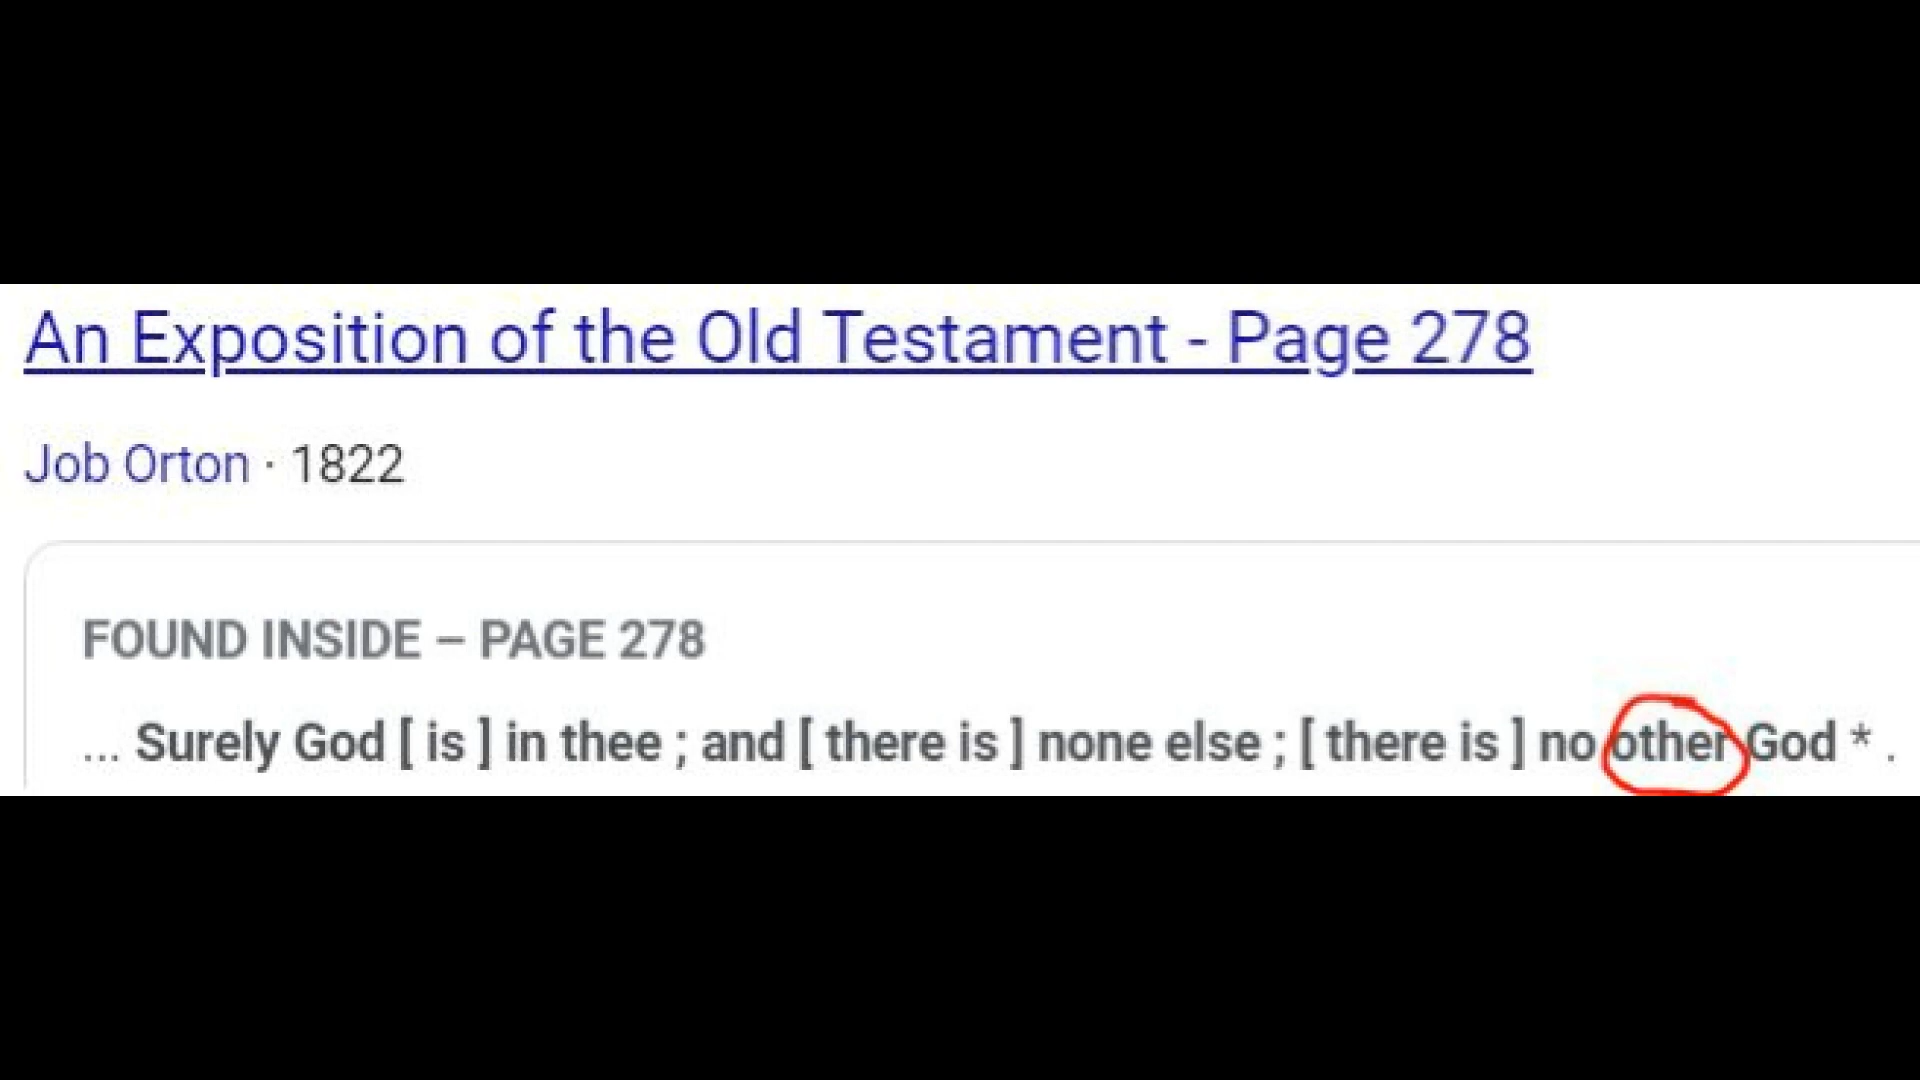 An Exposition of the Old Testament - Page 278
Job Orton · 1822
FOUND INSIDE – PAGE 278
... Surely God [ is ] in thee ; and [ there is ] none else ; [ there is ] no other God * .